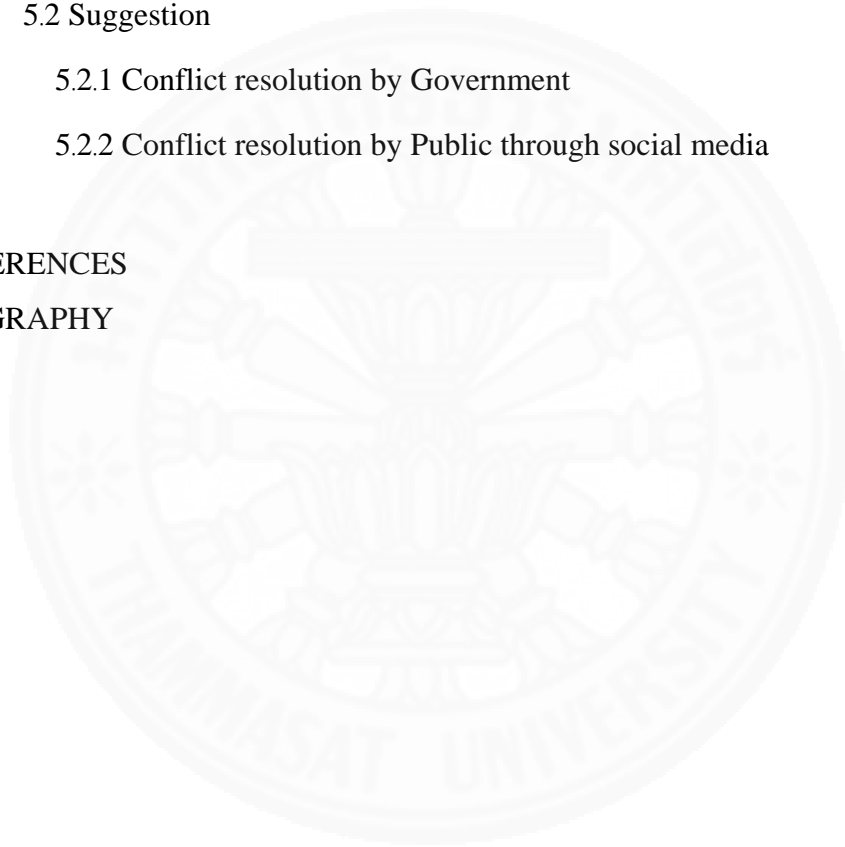 5.2 Suggestion
5.2.1 Conflict resolution by Government
5.2.2 Conflict resolution by Public through social media
ERENCES
GRAPHY
THAMMASAT UNIVERSITY